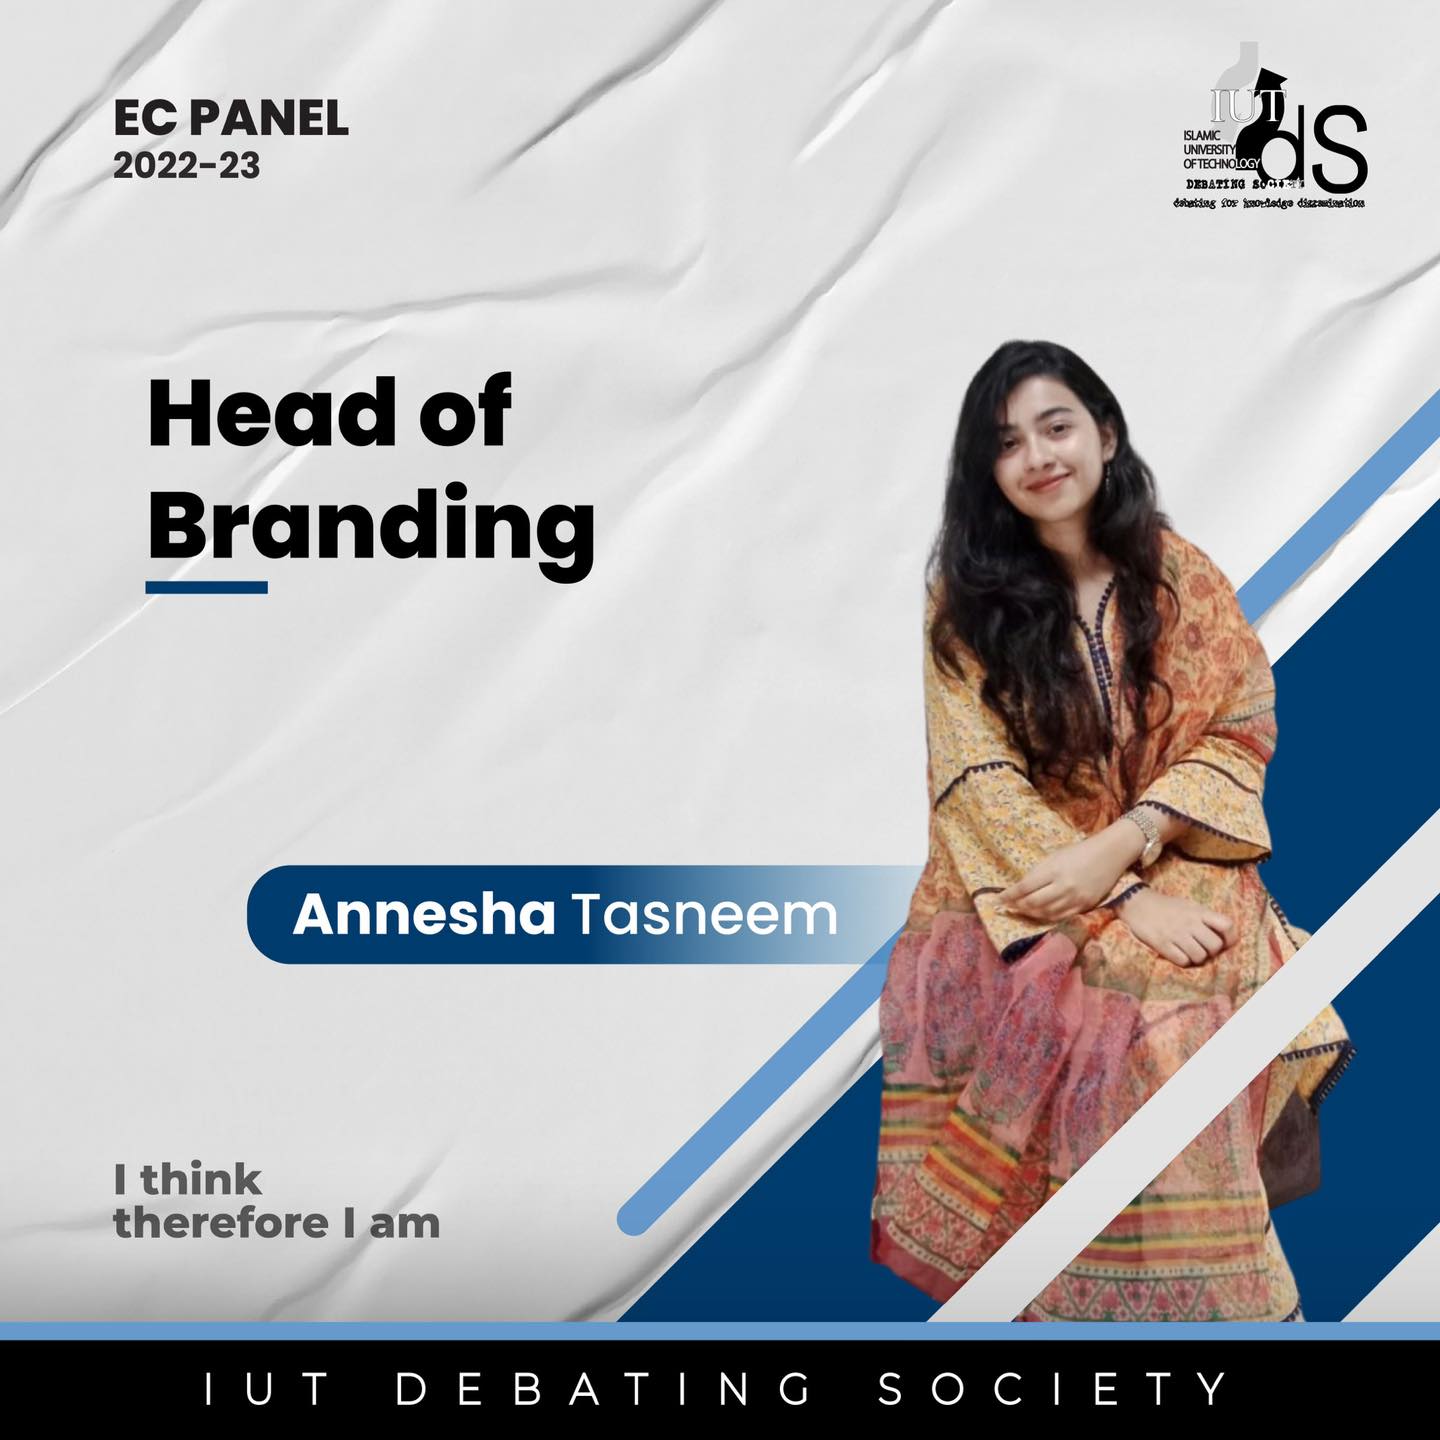 EC PANEL
2022-23
IUT
dS
ISLAMIC
UNIVERSITY
OF TECHNOLOGY
DEBATING SOCIETY
debating for knowledge dissemination
Head of
Branding
Annesha Tasneem
I think
therefore I am
IUT DEBATING SOCIETY